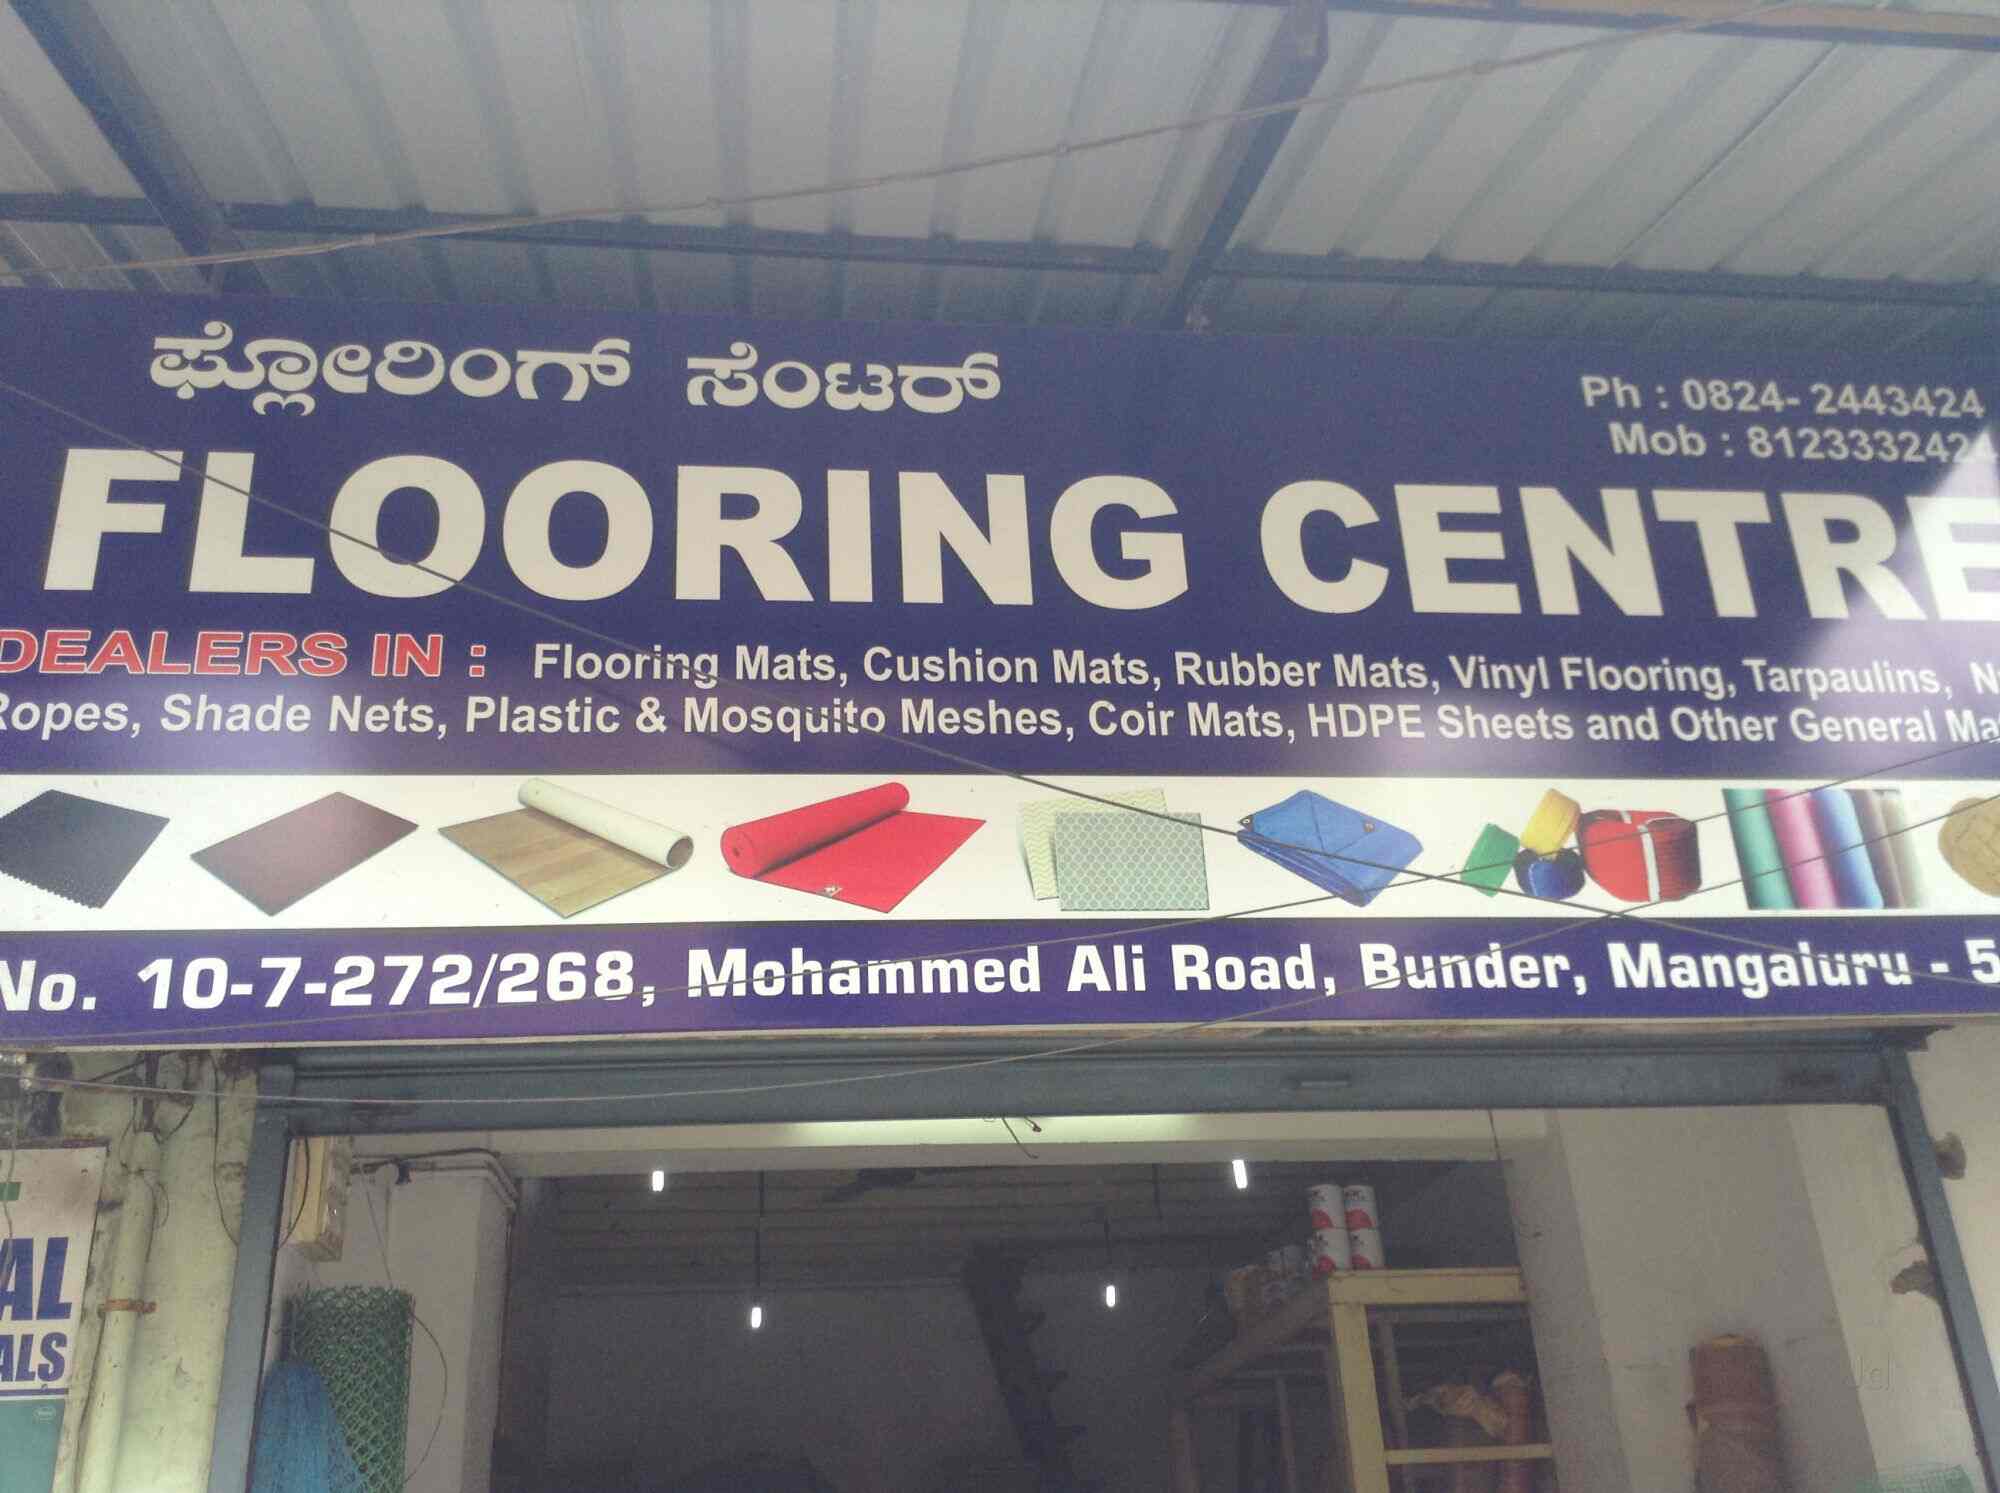 ಫ್ಲೋರಿಂಗ್ ಸೆಂಟರ್
Ph : 0824- 2443424
Mob : 8123332424
FLOORING CENTRE
DEALERS IN : Flooring Mats, Cushion Mats, Rubber Mats, Vinyl Flooring, Tarpaulins,
Ropes, Shade Nets, Plastic & Mosquito Meshes, Coir Mats, HDPE Sheets and Other General
No. 10-7-272/268, Mohammed Ali Road, Bunder, Mangaluru - 
AL
ALS